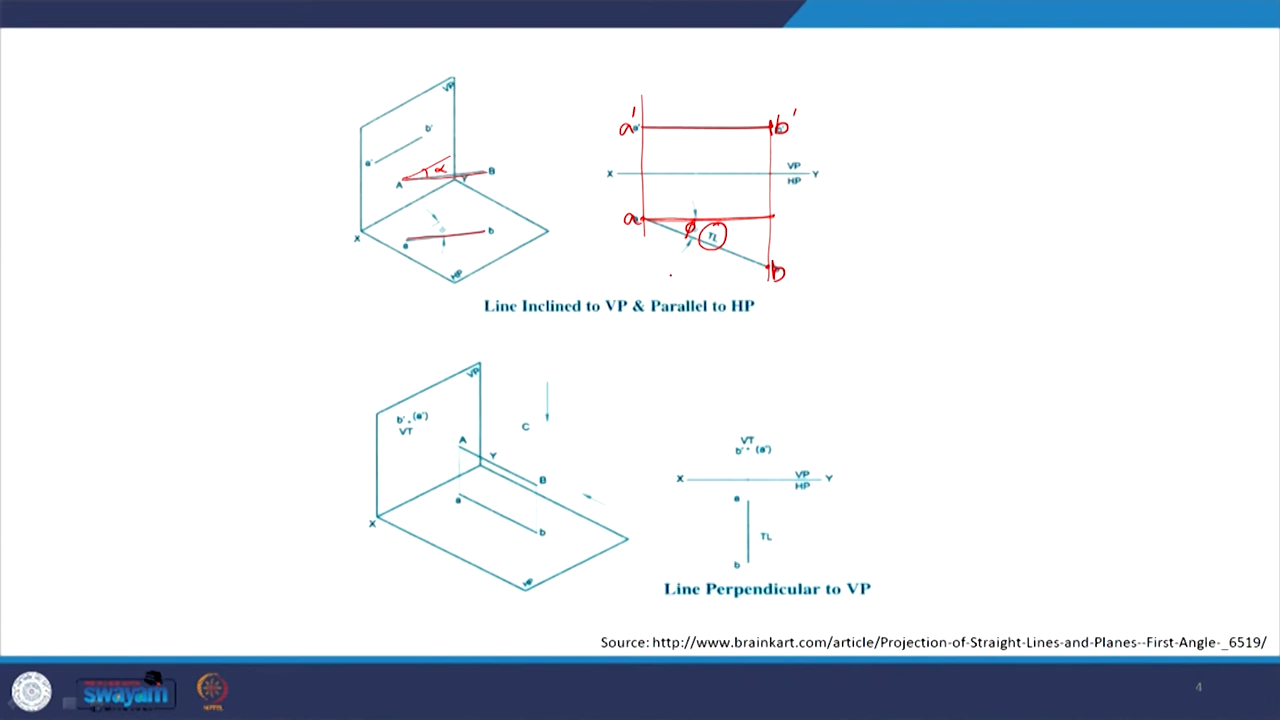 VP
b'
a'
α
B
A
Y
b
a
X
HP
a' b'
X VP Y
HP
a
φ TL
b
Line Inclined to VP & Parallel to HP
VP
b', (a')
VT
C
A
Y
B
a
b
X
HP
VT
b' (a')
X VP Y
HP
a
TL
b
Line Perpendicular to VP
Source: http://www.brainkart.com/article/Projection-of-Straight-Lines-and-Planes--First-Angle-_6519/
4
swayam